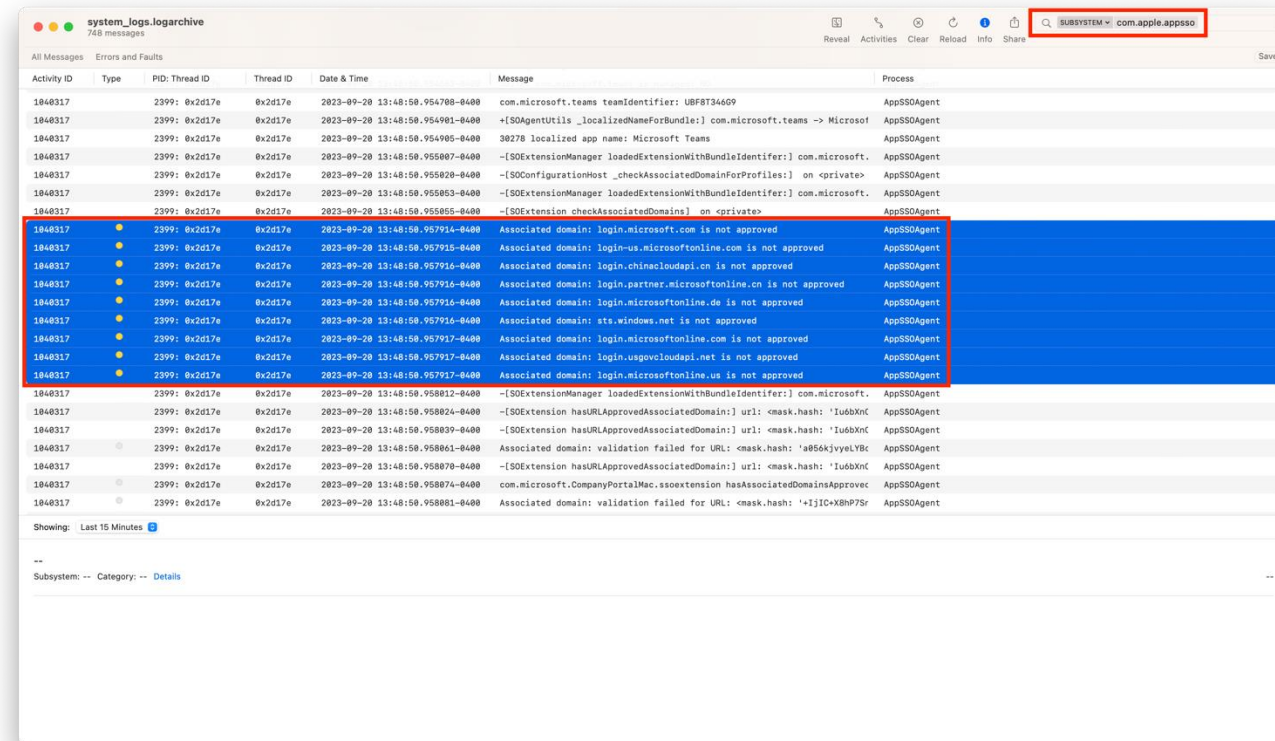 system_logs.logarchive
748 messages
Reveal Activities Clear Reload Info Share
SUBSYSTEM com.apple.appsso
All Messages Errors and Faults
Save
Activity ID Type PID: Thread ID Thread ID Date & Time Message Process
1040317 2399: 0x2d17e 0x2d17e 2023-09-20 13:48:50.954708-0400 com.microsoft.teams teamIdentifier: UBF8T346G9 AppSSOAgent
1040317 2399: 0x2d17e 0x2d17e 2023-09-20 13:48:50.954901-0400 +[SOAgentUtils _localizedNameForBundle:] com.microsoft.teams -> Microsof AppSSOAgent
1040317 2399: 0x2d17e 0x2d17e 2023-09-20 13:48:50.954905-0400 30278 localized app name: Microsoft Teams AppSSOAgent
1040317 2399: 0x2d17e 0x2d17e 2023-09-20 13:48:50.955007-0400 -[SOExtensionManager loadedExtensionWithBundleIdentifer:] com.microsoft. AppSSOAgent
1040317 2399: 0x2d17e 0x2d17e 2023-09-20 13:48:50.955020-0400 -[SOConfigurationHost _checkAssociatedDomainForProfiles:] on <private> AppSSOAgent
1040317 2399: 0x2d17e 0x2d17e 2023-09-20 13:48:50.955053-0400 -[SOExtensionManager loadedExtensionWithBundleIdentifer:] com.microsoft. AppSSOAgent
1040317 2399: 0x2d17e 0x2d17e 2023-09-20 13:48:50.955055-0400 -[SOExtension checkAssociatedDomains] on <private> AppSSOAgent
1040317 2399: 0x2d17e 0x2d17e 2023-09-20 13:48:50.957914-0400 Associated domain: login.microsoft.com is not approved AppSSOAgent
1040317 2399: 0x2d17e 0x2d17e 2023-09-20 13:48:50.957915-0400 Associated domain: login-us.microsoftonline.com is not approved AppSSOAgent
1040317 2399: 0x2d17e 0x2d17e 2023-09-20 13:48:50.957916-0400 Associated domain: login.chinacloudapi.cn is not approved AppSSOAgent
1040317 2399: 0x2d17e 0x2d17e 2023-09-20 13:48:50.957916-0400 Associated domain: login.partner.microsoftonline.cn is not approved AppSSOAgent
1040317 2399: 0x2d17e 0x2d17e 2023-09-20 13:48:50.957916-0400 Associated domain: login.microsoftonline.de is not approved AppSSOAgent
1040317 2399: 0x2d17e 0x2d17e 2023-09-20 13:48:50.957916-0400 Associated domain: sts.windows.net is not approved AppSSOAgent
1040317 2399: 0x2d17e 0x2d17e 2023-09-20 13:48:50.957917-0400 Associated domain: login.microsoftonline.com is not approved AppSSOAgent
1040317 2399: 0x2d17e 0x2d17e 2023-09-20 13:48:50.957917-0400 Associated domain: login.usgovcloudapi.net is not approved AppSSOAgent
1040317 2399: 0x2d17e 0x2d17e 2023-09-20 13:48:50.957917-0400 Associated domain: login.microsoftonline.us is not approved AppSSOAgent
1040317 2399: 0x2d17e 0x2d17e 2023-09-20 13:48:50.958012-0400 -[SOExtensionManager loadedExtensionWithBundleIdentifer:] com.microsoft. AppSSOAgent
1040317 2399: 0x2d17e 0x2d17e 2023-09-20 13:48:50.958024-0400 -[SOExtension hasURLApprovedAssociatedDomain:] url: <mask.hash: 'Iu6bXnC AppSSOAgent
1040317 2399: 0x2d17e 0x2d17e 2023-09-20 13:48:50.958039-0400 -[SOExtension hasURLApprovedAssociatedDomain:] url: <mask.hash: 'Iu6bXnC AppSSOAgent
1040317 2399: 0x2d17e 0x2d17e 2023-09-20 13:48:50.958061-0400 Associated domain: validation failed for URL: <mask.hash: 'a056kjvyeLYBc AppSSOAgent
1040317 2399: 0x2d17e 0x2d17e 2023-09-20 13:48:50.958070-0400 -[SOExtension hasURLApprovedAssociatedDomain:] url: <mask.hash: 'Iu6bXnC AppSSOAgent
1040317 2399: 0x2d17e 0x2d17e 2023-09-20 13:48:50.958074-0400 com.microsoft.CompanyPortalMac.ssoextension hasAssociatedDomainsApprovec AppSSOAgent
1040317 2399: 0x2d17e 0x2d17e 2023-09-20 13:48:50.958081-0400 Associated domain: validation failed for URL: <mask.hash: '+IjIC+X8hP7Sr AppSSOAgent
Showing: Last 15 Minutes
--
Subsystem: -- Category: -- Details
--